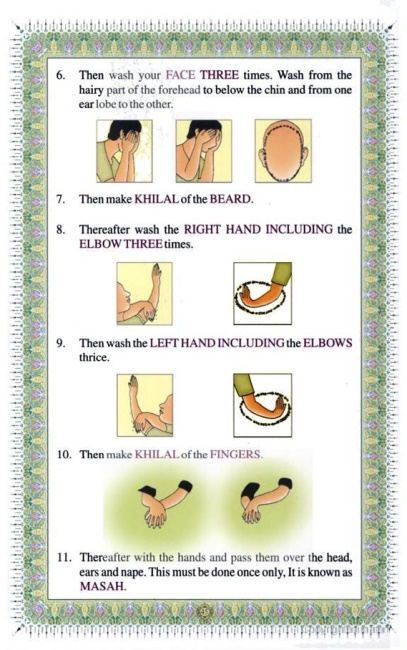 6. Then wash your FACE THREE times. Wash from the
hairy part of the forehead to below the chin and from one
ear lobe to the other.
7. Then make KHILAL of the BEARD.
8. Thereafter wash the RIGHT HAND INCLUDING the
ELBOW THREE times.
9. Then wash the LEFT HAND INCLUDING the ELBOWS
thrice.
10. Then make KHILAL of the FINGERS.
11. Thereafter with the hands and pass them over the head,
ears and nape. This must be done once only, It is known as
MASAH.